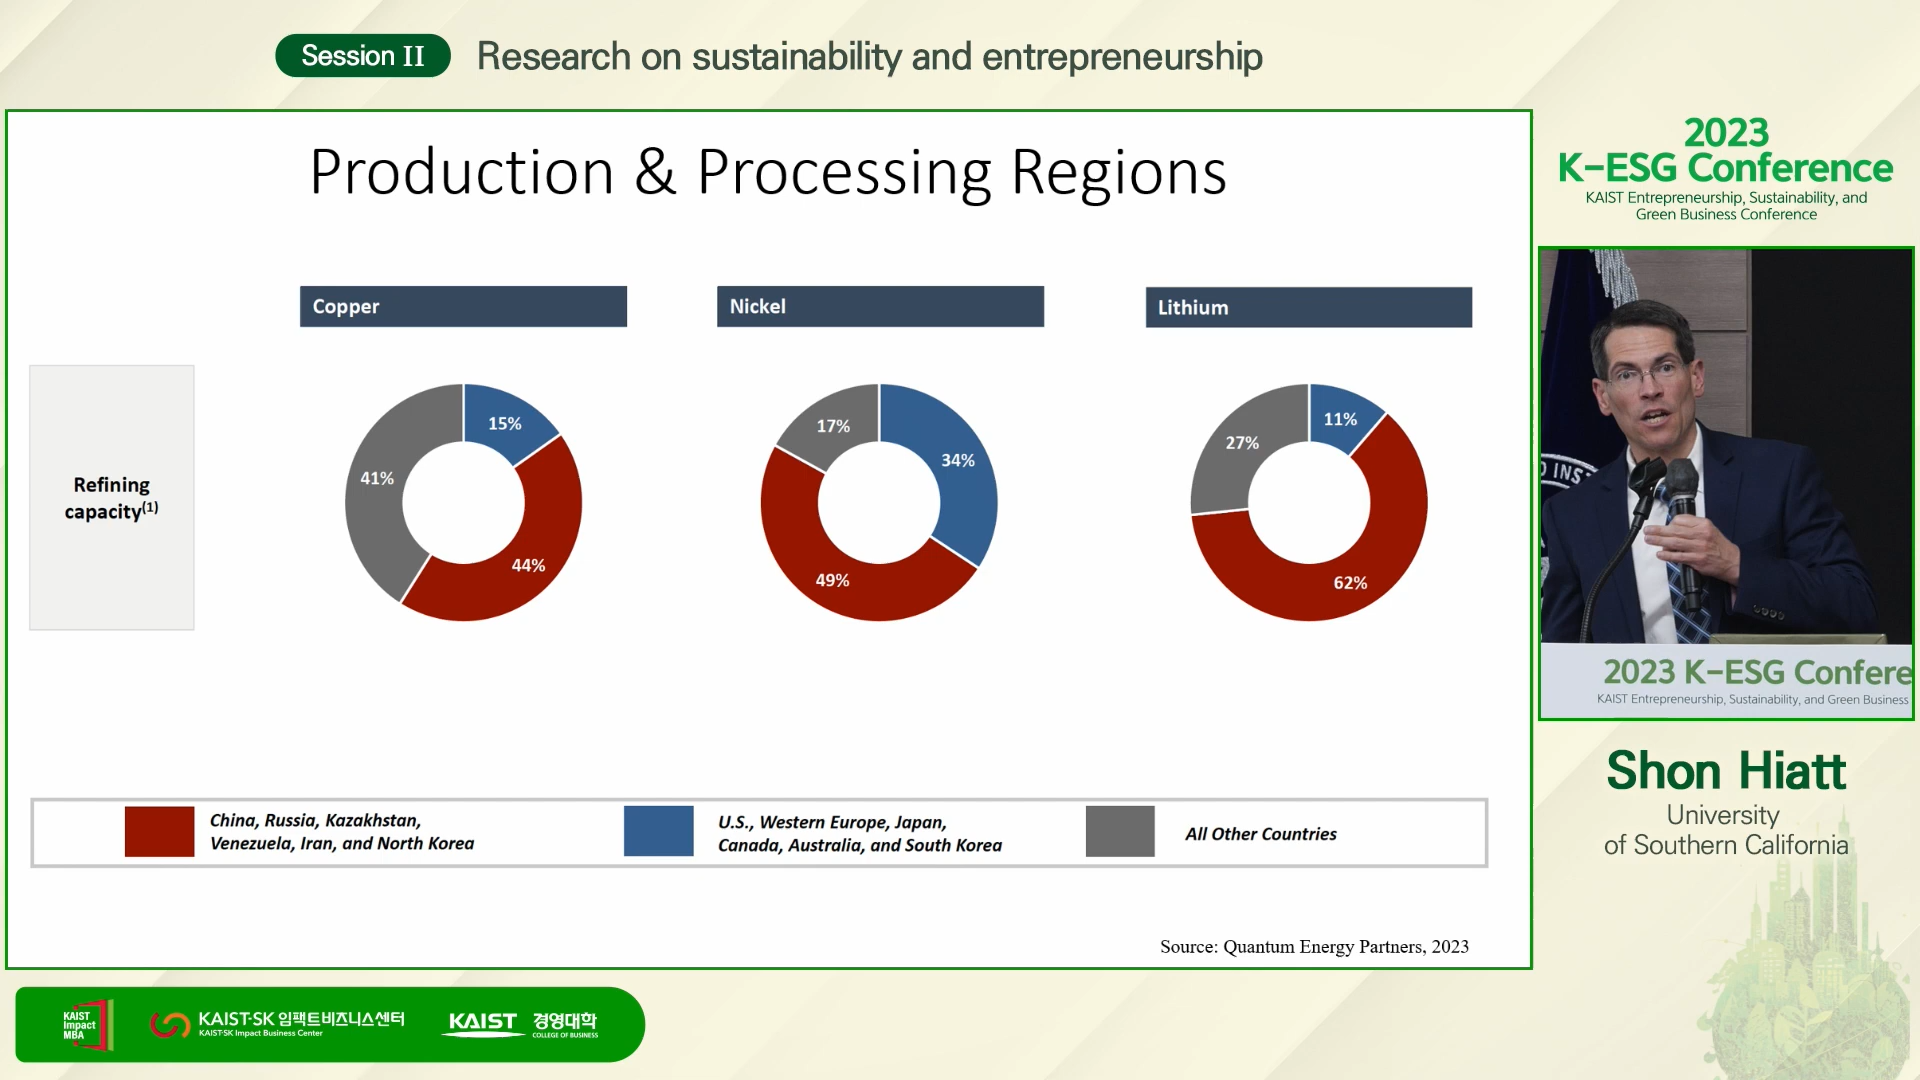 Session II
Research on sustainability and entrepreneurship
Production & Processing Regions
Copper
Nickel
Lithium
Refining
capacity(1)
15%
44%
41%
34%
49%
17%
11%
62%
27%
China, Russia, Kazakhstan,
Venezuela, Iran, and North Korea
U.S., Western Europe, Japan,
Canada, Australia, and South Korea
All Other Countries
Source: Quantum Energy Partners, 2023
2023
K-ESG Conference
KAIST Entrepreneurship, Sustainability, and
Green Business Conference
D INS
2023 K-ESG Confere
KAIST Entrepreneurship, Sustainability, and Green Business
Shon Hiatt
University
of Southern California
KAIST
Impact
MBA
KAIST-SK 임팩트비즈니스센터
KAIST-SK Impact Business Center
KAIST 경영대학
COLLEGE OF BUSINESS